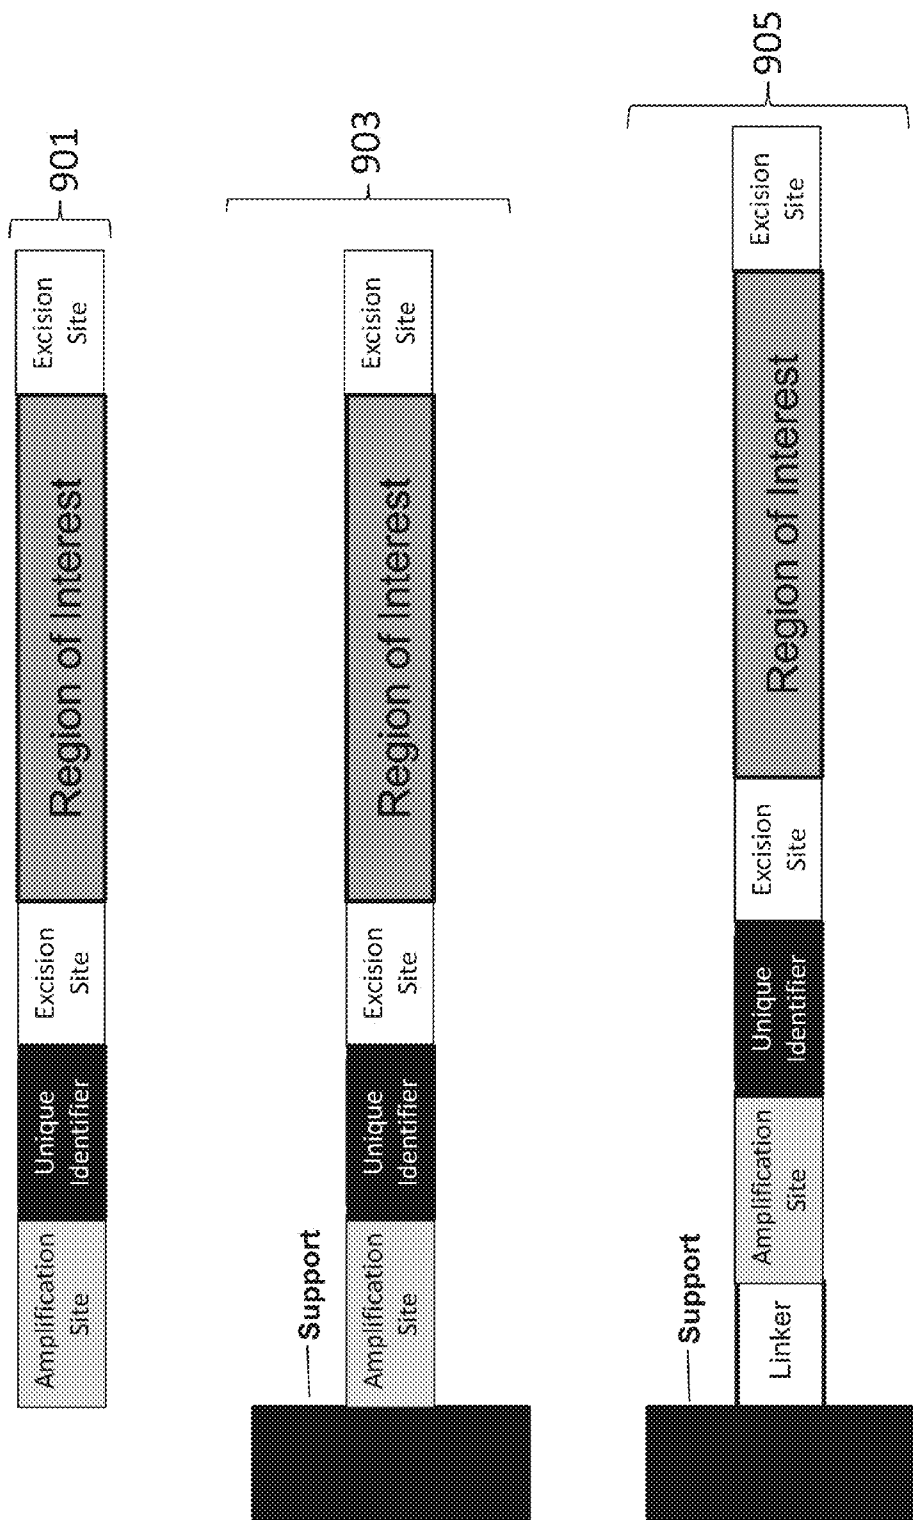 Amplification
Site
Unique
Identifier
Excision
Site
Region of Interest
Excision
Site
901
Support
Amplification
Site
Unique
Identifier
Excision
Site
Region of Interest
Excision
Site
903
Support
Linker
Amplification
Site
Unique
Identifier
Excision
Site
Region of Interest
Excision
Site
905